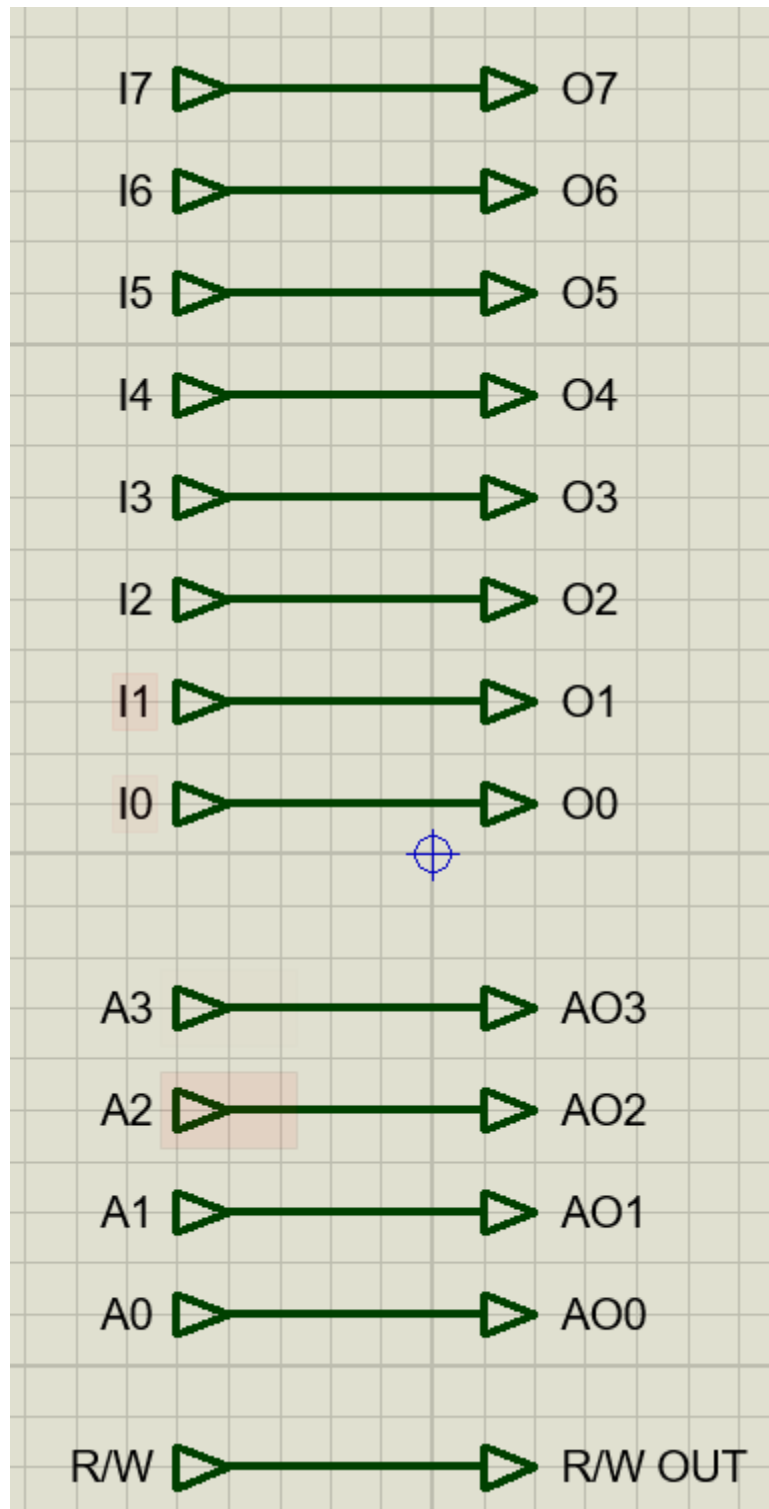 I7 O7
I6 O6
I5 O5
I4 O4
I3 O3
I2 O2
I1 O1
I0 O0
A3 AO3
A2 AO2
A1 AO1
A0 AO0
R/W R/W OUT